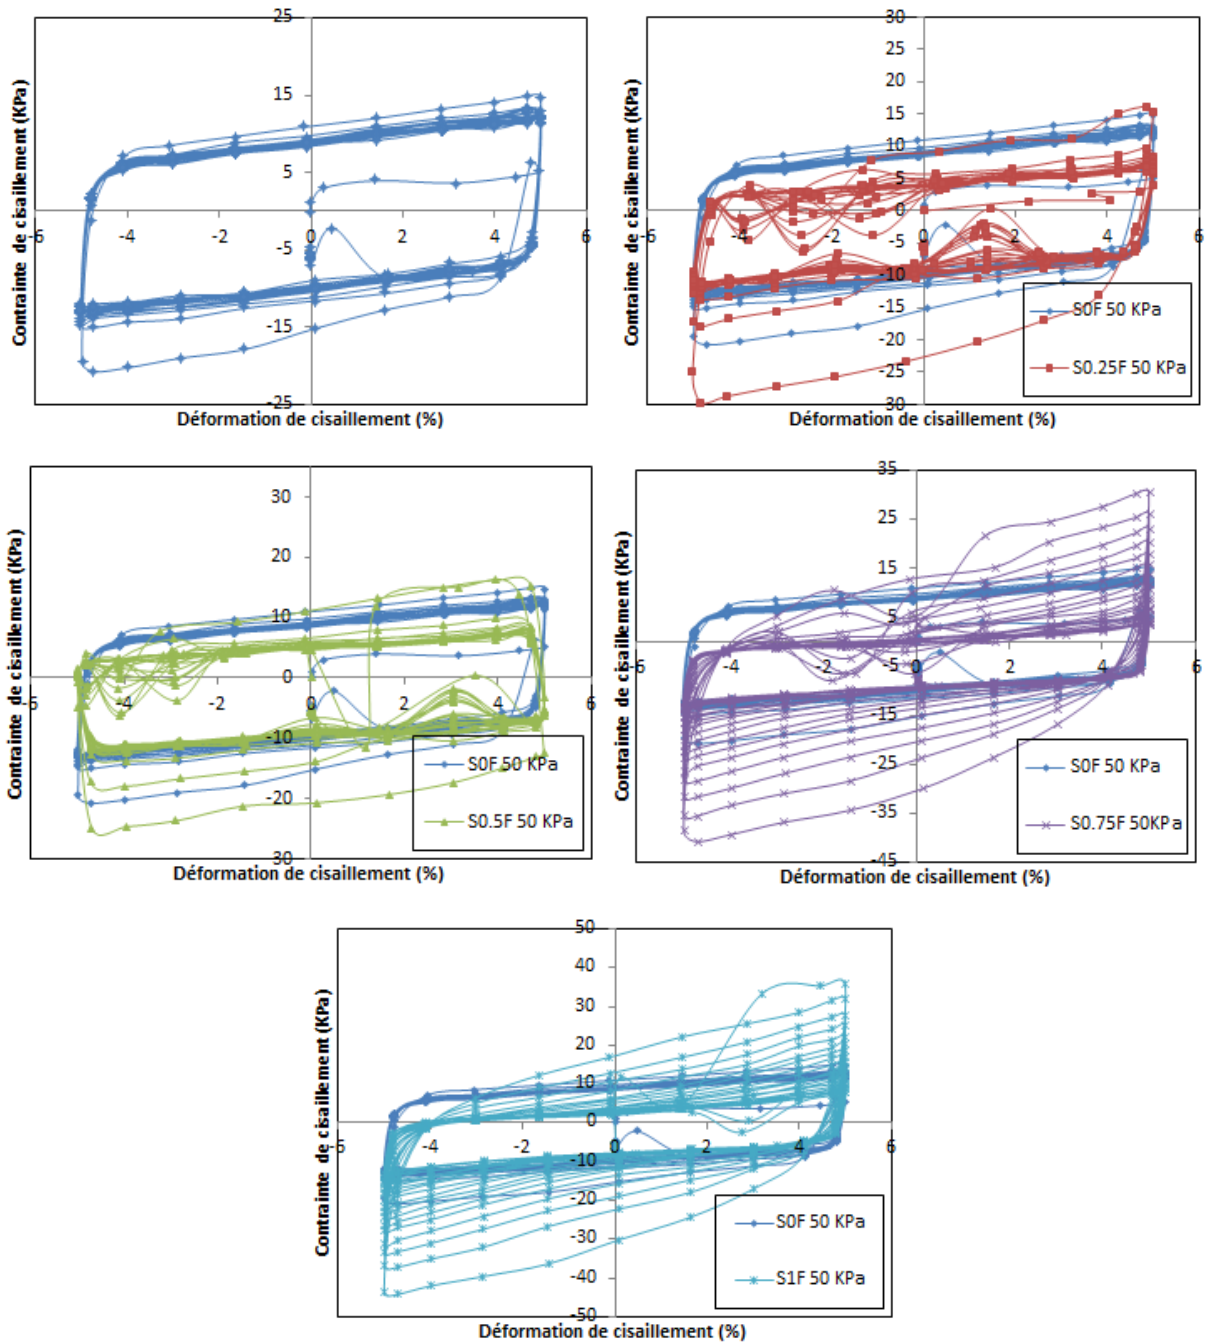 25
15
5
-5
-15
-25
-6 -4 -2 0 2 4 6
Contrainte de cisaillement (KPa)
Déformation de cisaillement (%)
30
25
20
15
10
5
0
-5
-10
-15
-20
-25
30
-6 -4 -2 0 2 4 6
Contrainte de cisaillement (KPa)
Déformation de cisaillement (%)
S0F 50 KPa
S0.25F 50 KPa
30
20
10
0
-10
-20
30
-6 -4 -2 0 2 4 6
Contrainte de cisaillement (KPa)
Déformation de cisaillement (%)
S0F 50 KPa
S0.5F 50 KPa
35
25
15
5
-5
-15
-25
-35
-45
-6 -4 -2 0 2 4 6
Contrainte de cisaillement (KPa)
Déformation de cisaillement (%)
S0F 50 KPa
S0.75F 50KPa
50
40
30
20
10
0
-10
-20
-30
-40
-50
-6 -4 -2 0 2 4 6
Contrainte de cisaillement (KPa)
Déformation de cisaillement (%)
S0F 50 KPa
S1F 50 KPa